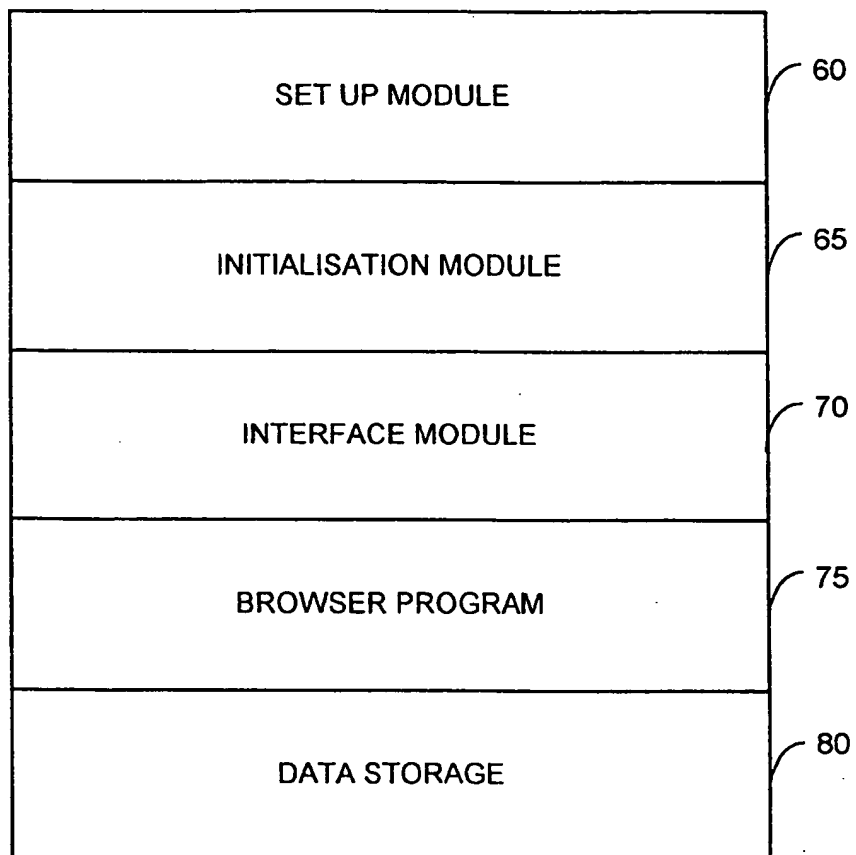 SET UP MODULE 60
INITIALISATION MODULE 65
INTERFACE MODULE 70
BROWSER PROGRAM 75
DATA STORAGE 80